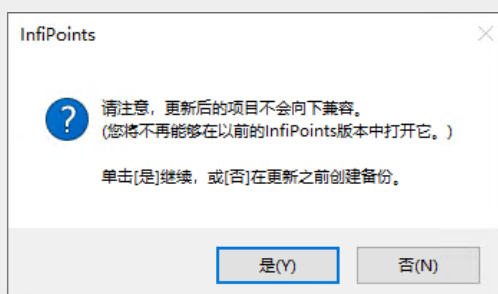 InfiPoints
请注意，更新后的项目不会向下兼容。
(您将不再能够在以前的InfiPoints版本中打开它。)
单击[是]继续，或[否]在更新之前创建备份。
是(Y)
否(N)